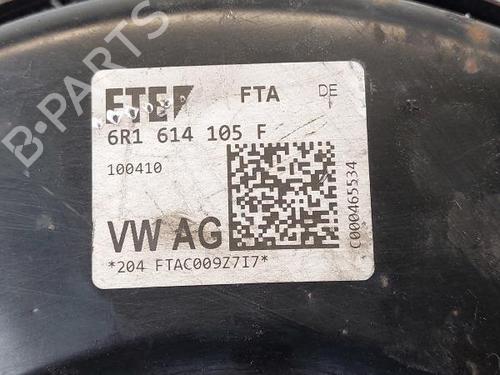 B-PARTS
FTE FTA DE
6R1 614 105 F
100410
VW AG
C000465534
*204 FTAC009Z7I7*